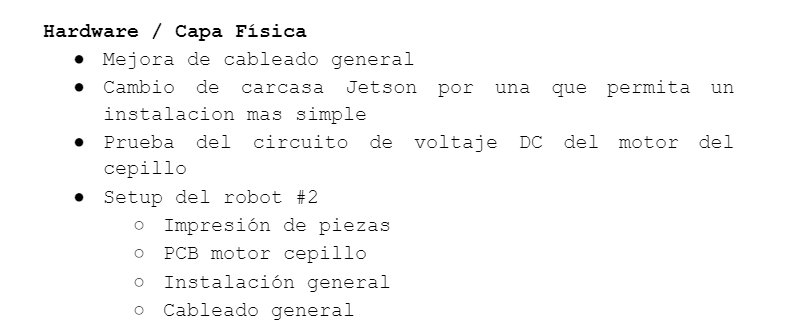 Hardware / Capa Física
● Mejora de cableado general
● Cambio de carcasa Jetson por una que permita un
instalacion mas simple
● Prueba del circuito de voltaje DC del motor del
cepillo
● Setup del robot #2
○ Impresión de piezas
○ PCB motor cepillo
○ Instalación general
○ Cableado general